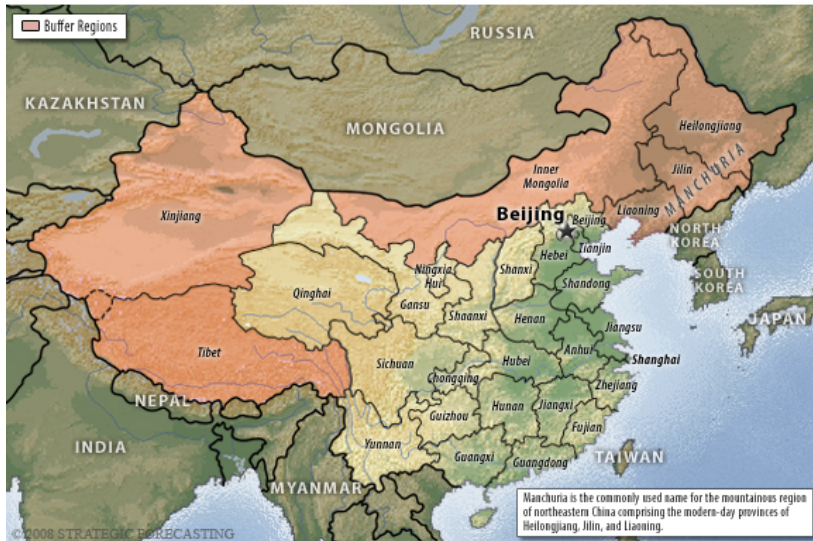 Buffer Regions
RUSSIA
KAZAKHSTAN
MONGOLIA
Heilongjiang
Jilin
MANCHURIA
Inner
Mongolia
Liaoning
Xinjiang
Beijing
Beijing
Tianjin
NORTH
KOREA
Hebei
Ningxia
Hui
Shanxi
SOUTH
KOREA
Qinghai
Gansu
Shandong
Shaanxi
Henan
Jiangsu
JAPAN
Tibet
Sichuan
Anhui
Shanghai
Hubei
Chongqing
Zhejiang
NEPAL
Guizhou
Hunan
Jiangxi
Fujian
INDIA
Yunnan
Guangxi
Guangdong
TAIWAN
MYANMAR
Manchuria is the commonly used name for the mountainous region
of northeastern China comprising the modern-day provinces of
Heilongjiang, Jilin, and Liaoning.
©2008 STRATEGIC FORECASTING